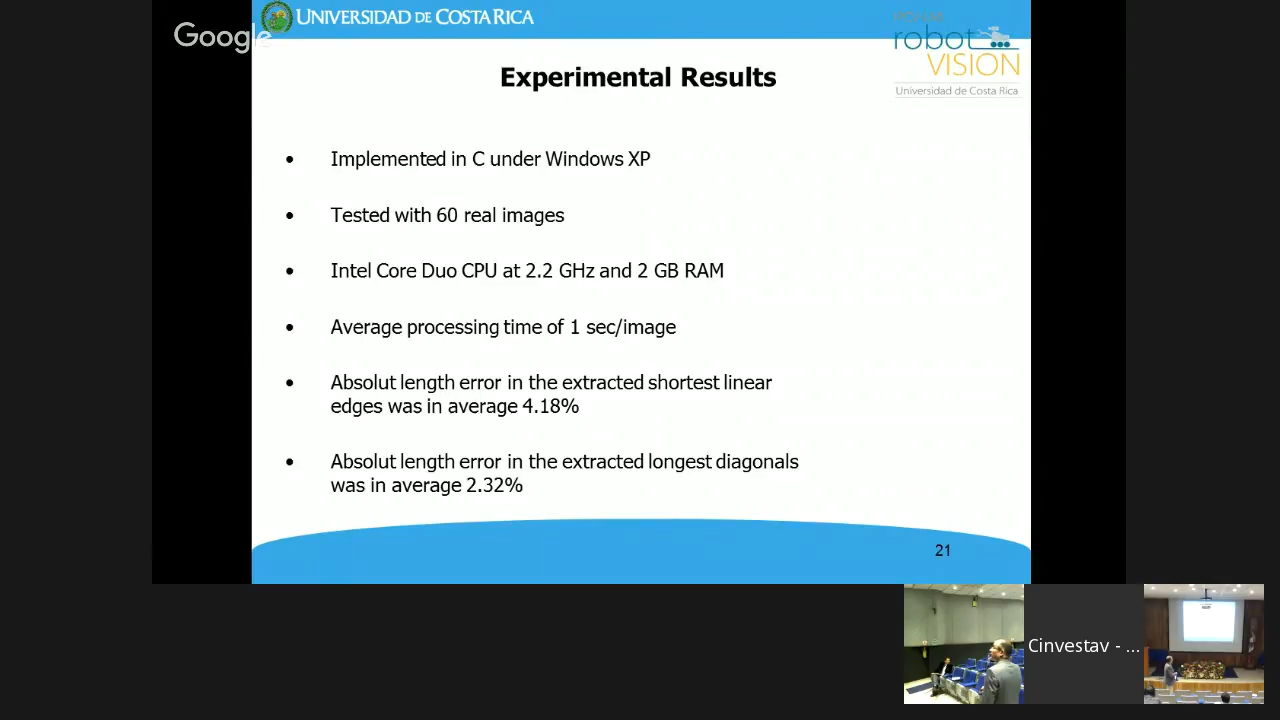 UNIVERSIDAD DE COSTA RICA
Google
robot
VISION
Universidad de Costa Rica
Experimental Results
• Implemented in C under Windows XP
• Tested with 60 real images
• Intel Core Duo CPU at 2.2 GHz and 2 GB RAM
• Average processing time of 1 sec/image
• Absolut length error in the extracted shortest linear
edges was in average 4.18%
• Absolut length error in the extracted longest diagonals
was in average 2.32%
21
Cinvestav - ...